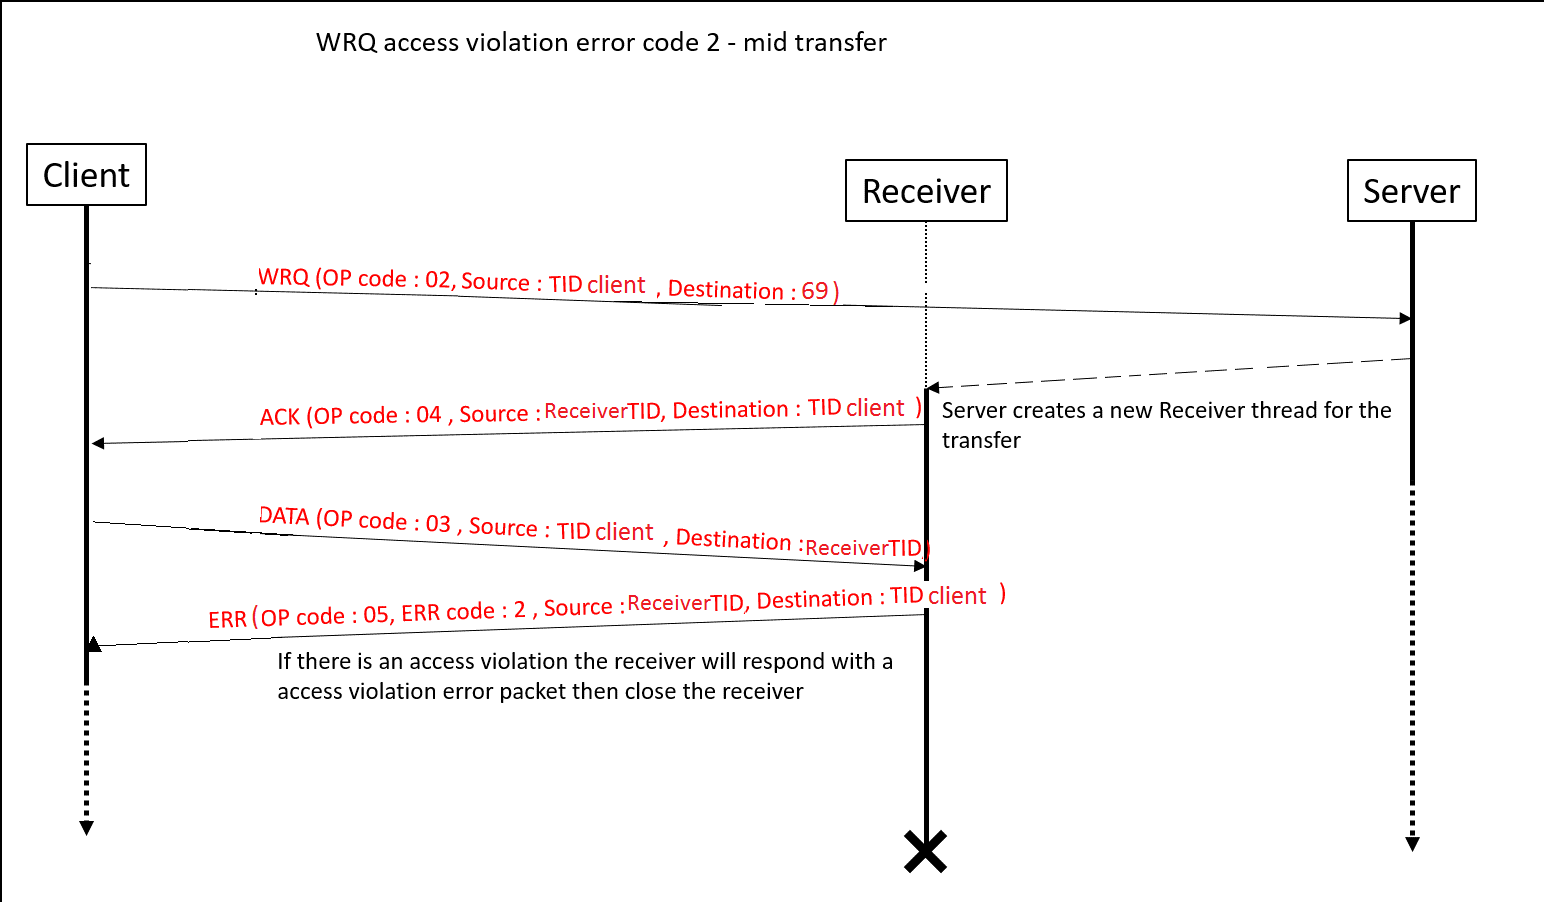 WRQ access violation error code 2 - mid transfer
Client
Receiver
Server
WRQ (OP code : 02, Source : TID client , Destination : 69 )
ACK (OP code : 04 , Source : ReceiverTID, Destination : TID client )
Server creates a new Receiver thread for the
transfer
DATA (OP code : 03 , Source : TID client , Destination : ReceiverTID )
ERR (OP code : 05, ERR code : 2 , Source : ReceiverTID, Destination : TID client )
If there is an access violation the receiver will respond with a
access violation error packet then close the receiver